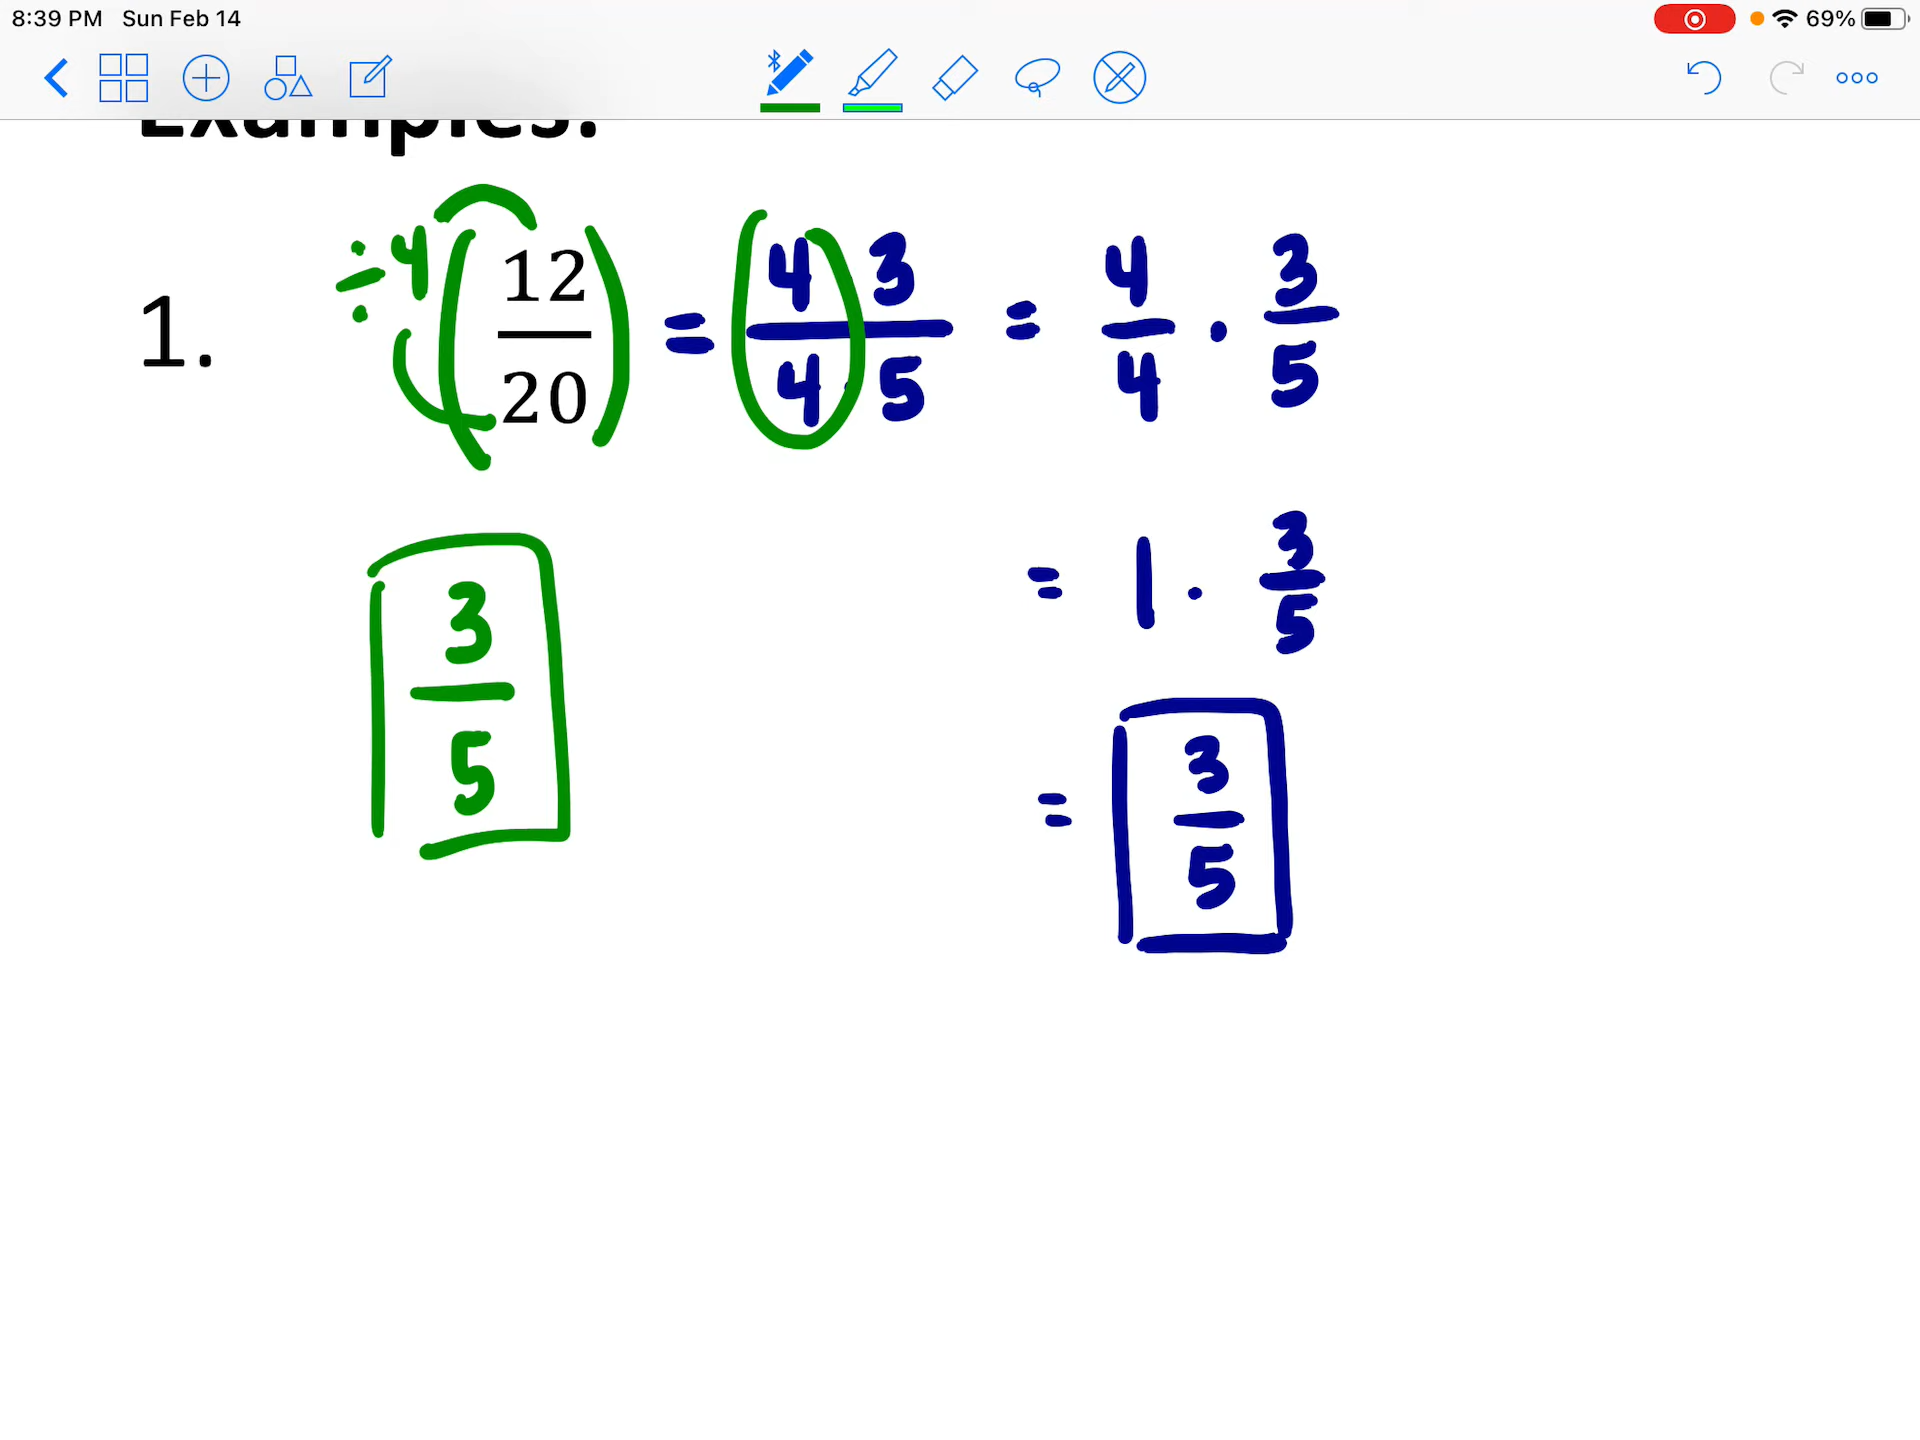 8:39 PM Sun Feb 14 69%
Examples:
1. ÷4 (12/20) = 4·3/4·5 = 4/4 · 3/5
= 1 · 3/5
3/5
= 3/5